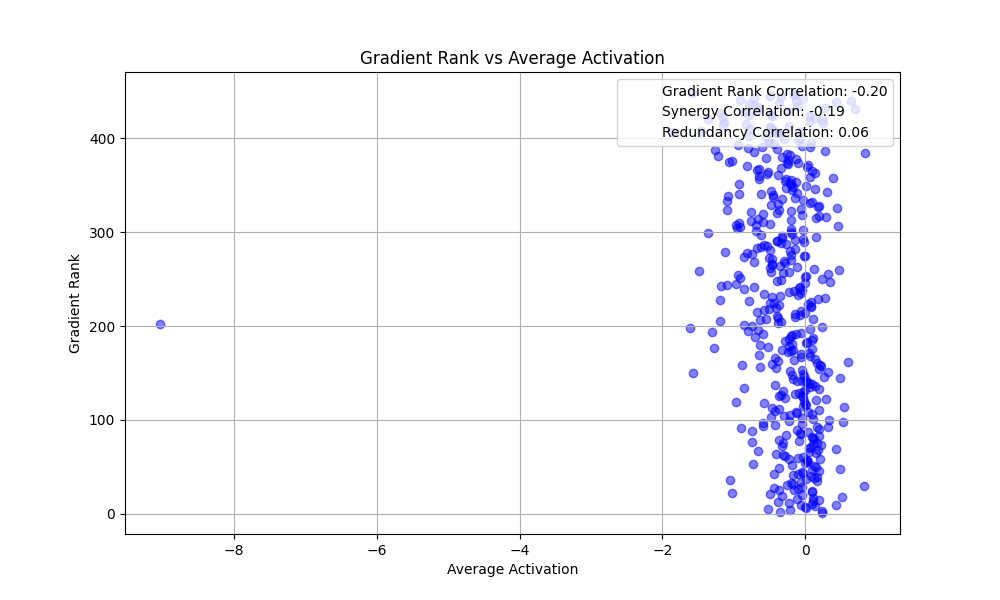 Gradient Rank vs Average Activation
Gradient Rank Correlation: -0.20
Synergy Correlation: -0.19
Redundancy Correlation: 0.06
Gradient Rank
400
300
200
100
0
−8
−6
−4
−2
0
Average Activation